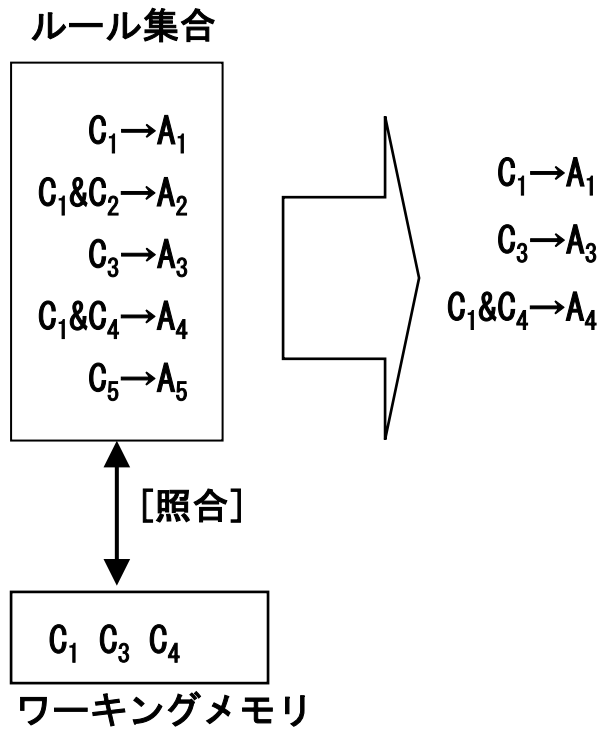 ルール集合
C₁→A₁
C₁&C₂→A₂
C₃→A₃
C₁&C₄→A₄
C₅→A₅
C₁→A₁
C₃→A₃
C₁&C₄→A₄
[照合]
C₁ C₃ C₄
ワーキングメモリ